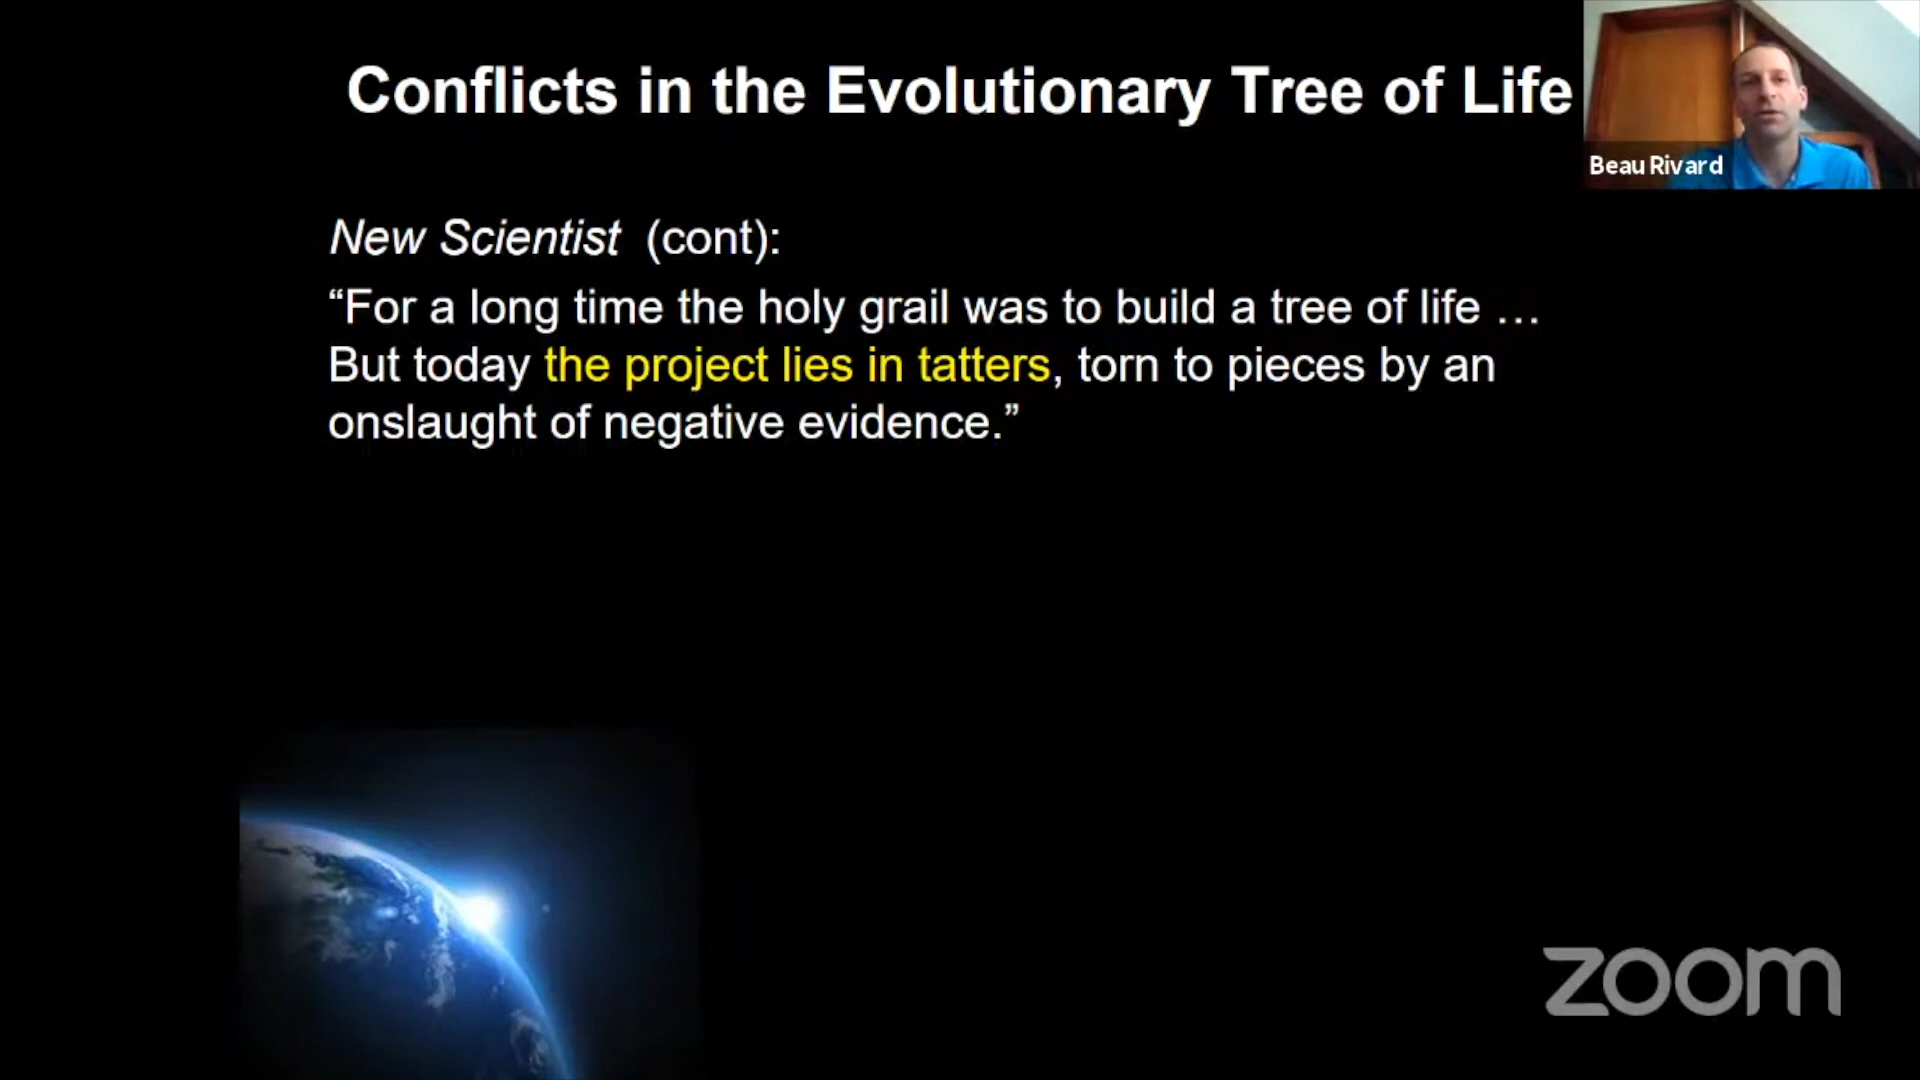 Conflicts in the Evolutionary Tree of Life
Beau Rivard
New Scientist (cont):
“For a long time the holy grail was to build a tree of life …
But today the project lies in tatters, torn to pieces by an
onslaught of negative evidence.”
zoom